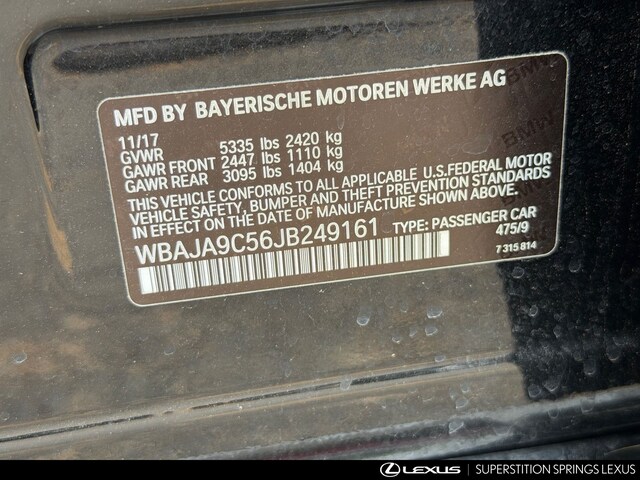 MFD BY BAYERISCHE MOTOREN WERKE AG
11/17
GVWR 5335 lbs 2420 kg
GAWR FRONT 2447 lbs 1110 kg
GAWR REAR 3095 lbs 1404 kg
THIS VEHICLE CONFORMS TO ALL APPLICABLE U.S.FEDERAL MOTOR
VEHICLE SAFETY, BUMPER AND THEFT PREVENTION STANDARDS
IN EFFECT ON THE DATE OF MANUFACTURE SHOWN ABOVE.
WBAJA9C56JB249161 TYPE: PASSENGER CAR
475/9
7 315 814
BMW
BMW
BMW
LEXUS | SUPERSTITION SPRINGS LEXUS